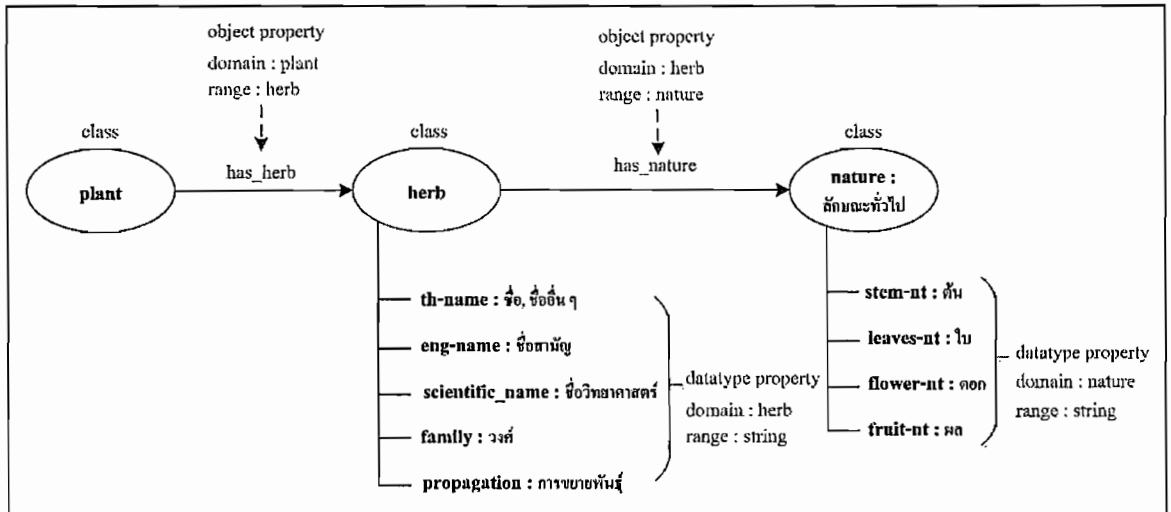 object property
domain : plant
range : herb
object property
domain : herb
range : nature
class
class
class
plant
has_herb
herb
has_nature
nature :
ลักษณะทั่วไป
th-name : ชื่อ, ชื่ออื่น ๆ
eng-name : ชื่อสามัญ
scientific_name : ชื่อวิทยาศาสตร์
family : วงศ์
propagation : การขยายพันธุ์
datatype property
domain : herb
range : string
stem-nt : ต้น
leaves-nt : ใบ
flower-nt : ดอก
fruit-nt : ผล
datatype property
domain : nature
range : string